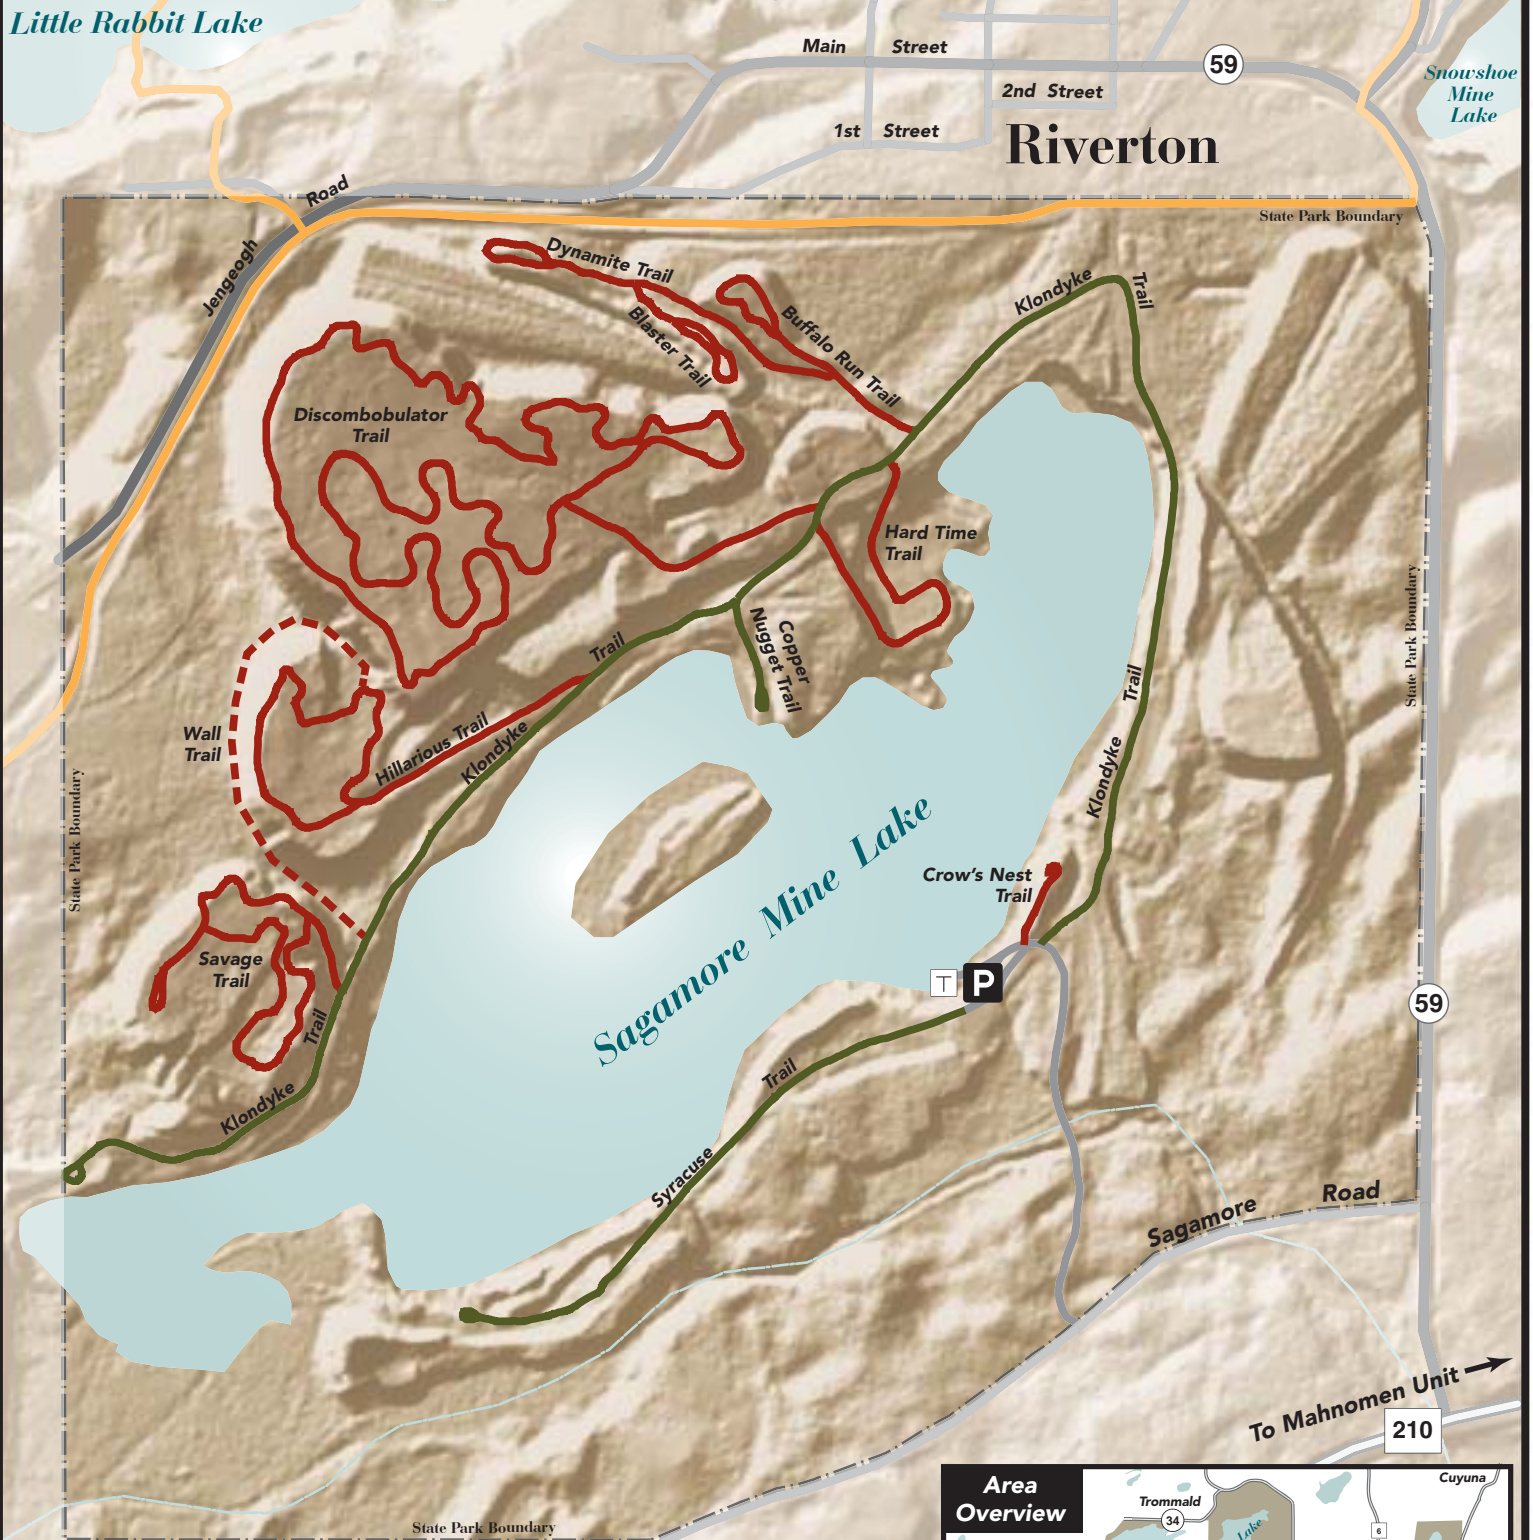 Little Rabbit Lake
Main Street
59
Snowshoe
Mine
Lake
2nd Street
1st Street
Riverton
Road
Jengeogh
State Park Boundary
Dynamite Trail
Blaster Trail
Buffalo Run Trail
Klondyke Trail
Discombobulator
Trail
Hard Time
Trail
Copper
Nugget Trail
Trail
Klondyke
Hillarious Trail
Wall
Trail
State Park Boundary
State Park Boundary
Trail
Klondyke
Sagamore Mine Lake
Crow's Nest
Trail
T
P
Savage
Trail
59
Trail
Klondyke
Trail
Syracuse
Sagamore Road
To Mahnomen Unit
210
Area
Overview
Cuyuna
Trommald
34
6
Lake
State Park Boundary